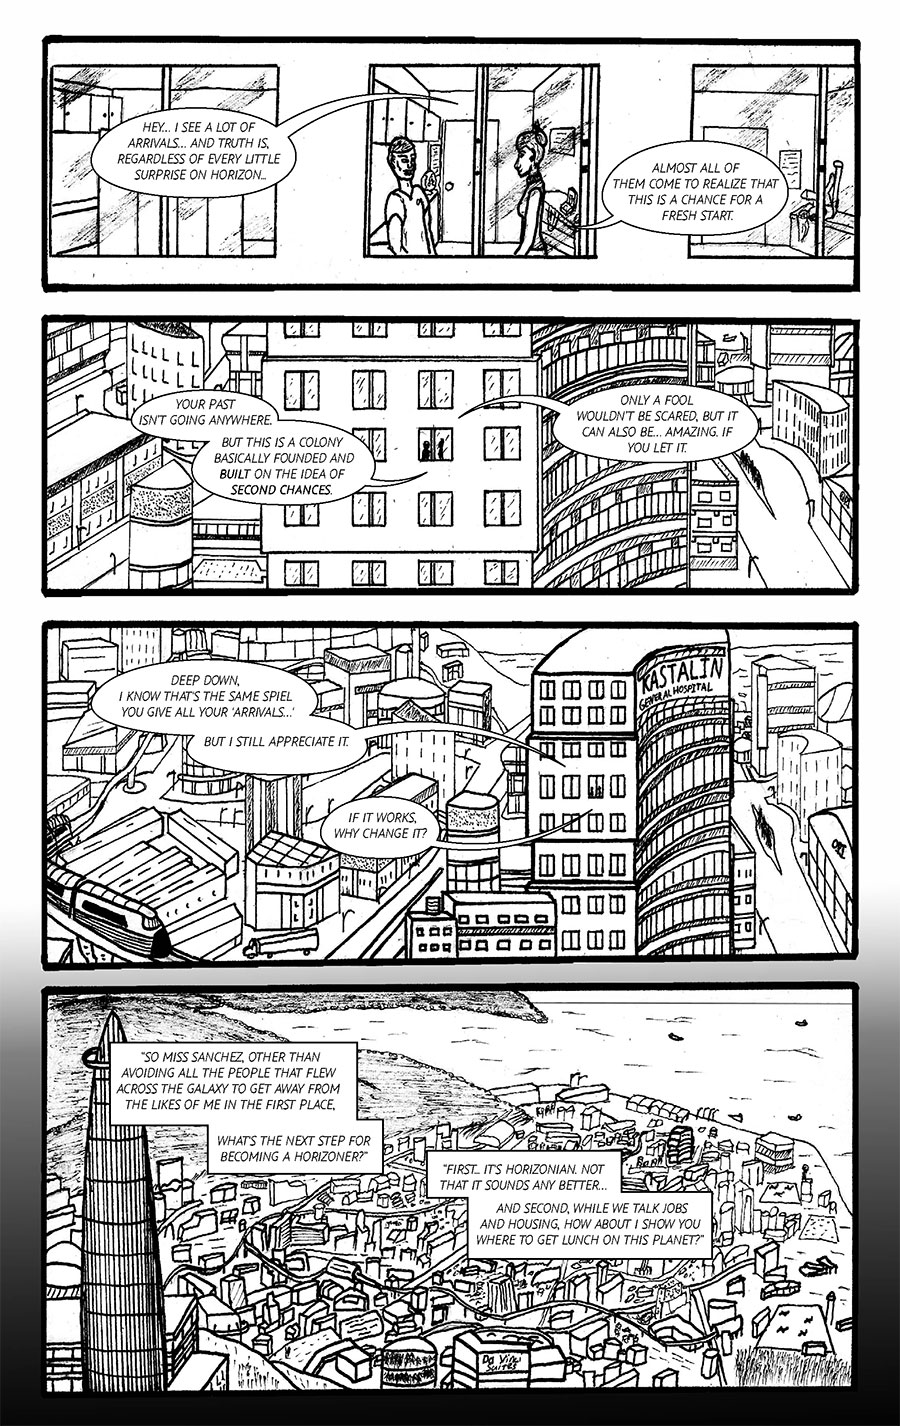 HEY... I SEE A LOT OF
ARRIVALS... AND TRUTH IS,
REGARDLESS OF EVERY LITTLE
SURPRISE ON HORIZON...
ALMOST ALL OF
THEM COME TO REALIZE THAT
THIS IS A CHANCE FOR A
FRESH START.
YOUR PAST
ISN'T GOING ANYWHERE.
BUT THIS IS A COLONY
BASICALLY FOUNDED AND
BUILT ON THE IDEA OF
SECOND CHANCES.
ONLY A FOOL
WOULDN'T BE SCARED, BUT IT
CAN ALSO BE... AMAZING. IF
YOU LET IT.
DEEP DOWN,
I KNOW THAT'S THE SAME SPIEL
YOU GIVE ALL YOUR 'ARRIVALS...'
BUT I STILL APPRECIATE IT.
KASTALIN
GENERAL HOSPITAL
IF IT WORKS,
WHY CHANGE IT?
"SO MISS SANCHEZ, OTHER THAN
AVOIDING ALL THE PEOPLE THAT FLEW
ACROSS THE GALAXY TO GET AWAY FROM
THE LIKES OF ME IN THE FIRST PLACE,
WHAT'S THE NEXT STEP FOR
BECOMING A HORIZONER?"
"FIRST... IT'S HORIZONIAN. NOT
THAT IT SOUNDS ANY BETTER...
AND SECOND, WHILE WE TALK JOBS
AND HOUSING, HOW ABOUT I SHOW YOU
WHERE TO GET LUNCH ON THIS PLANET?"
Da Vinci
Suites